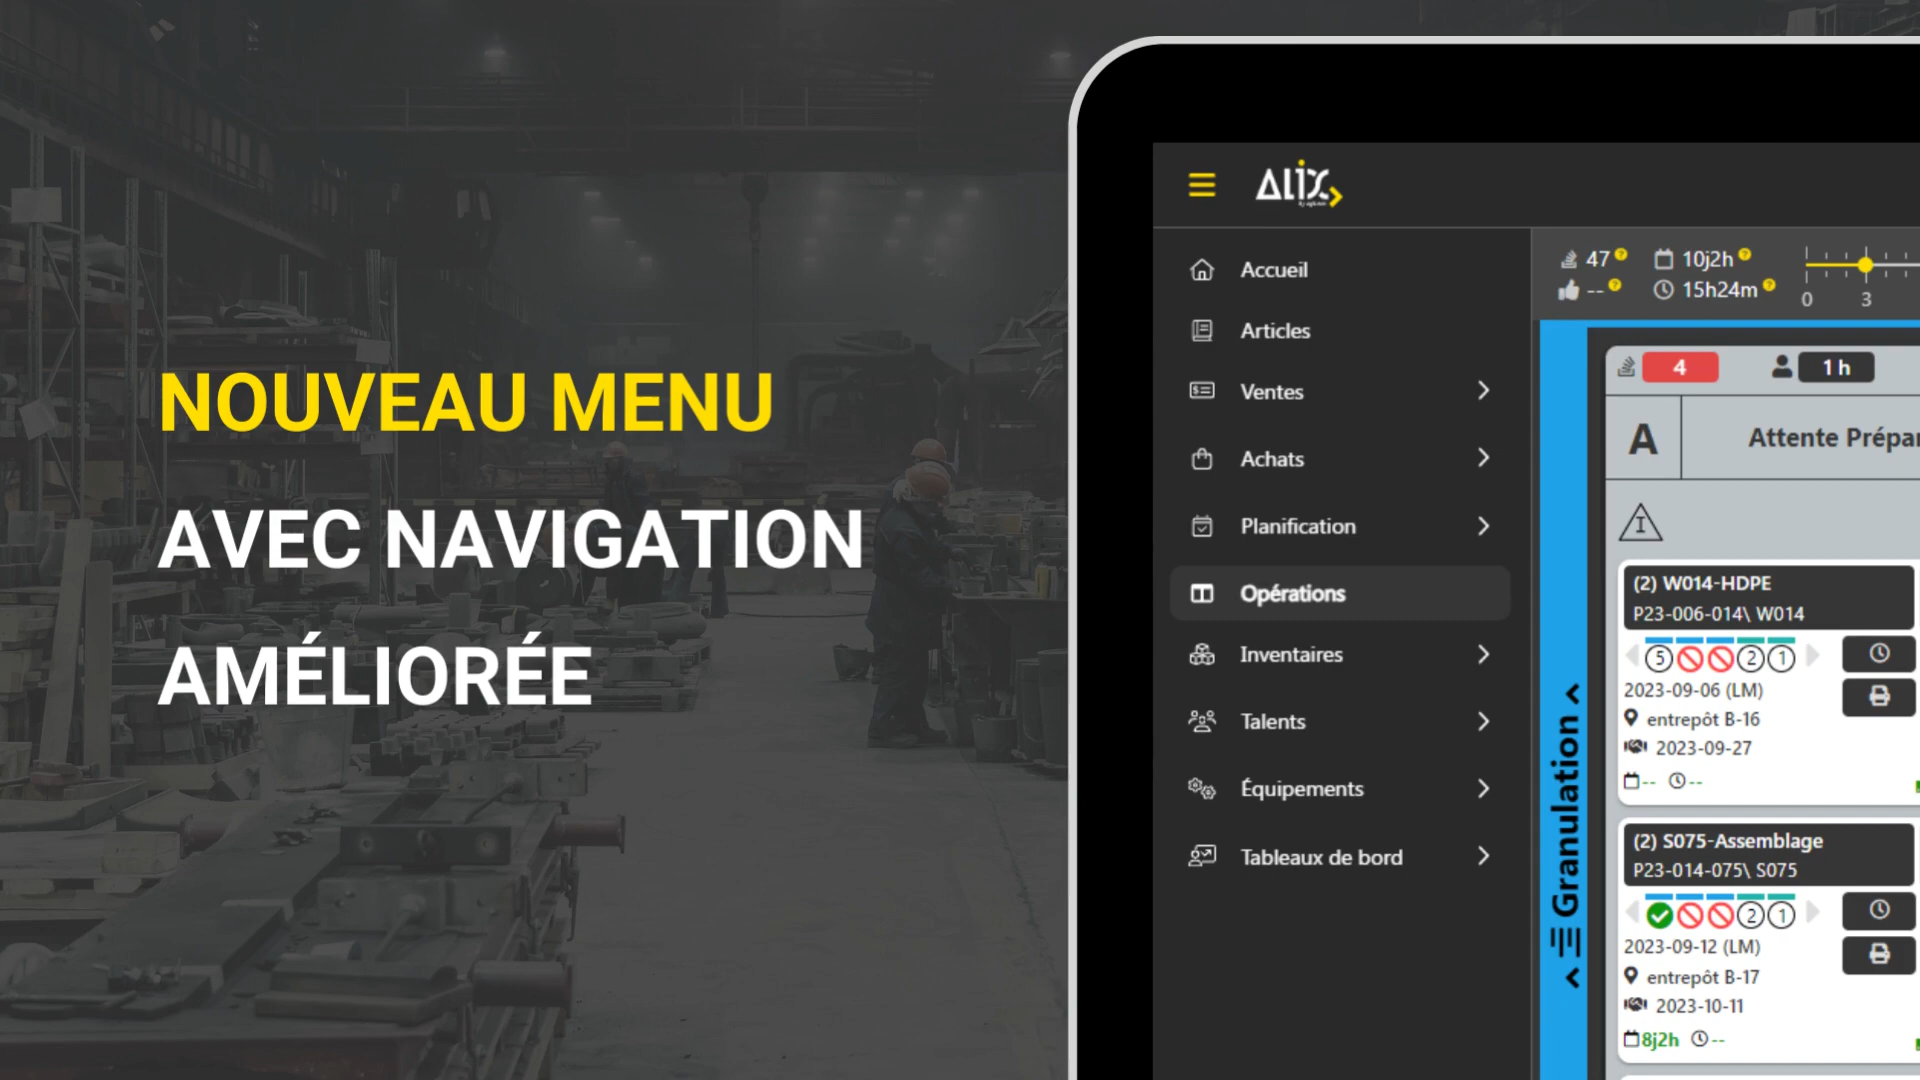 NOUVEAU MENU
AVEC NAVIGATION
AMÉLIORÉE
ALIX
Accueil
Articles
Ventes
Achats
Planification
Opérations
Inventaires
Talents
Équipements
Tableaux de bord
47 ? 10j2h ?
-- ? 15h24m ?
0 3
Granulation
4 1 h
A Attente Prépar
I
(2) W014-HDPE
P23-006-014\ W014
5 2 1
2023-09-06 (LM)
entrepôt B-16
2023-09-27
-- --
(2) S075-Assemblage
P23-014-075\ S075
2 1
2023-09-12 (LM)
entrepôt B-17
2023-10-11
8j2h --